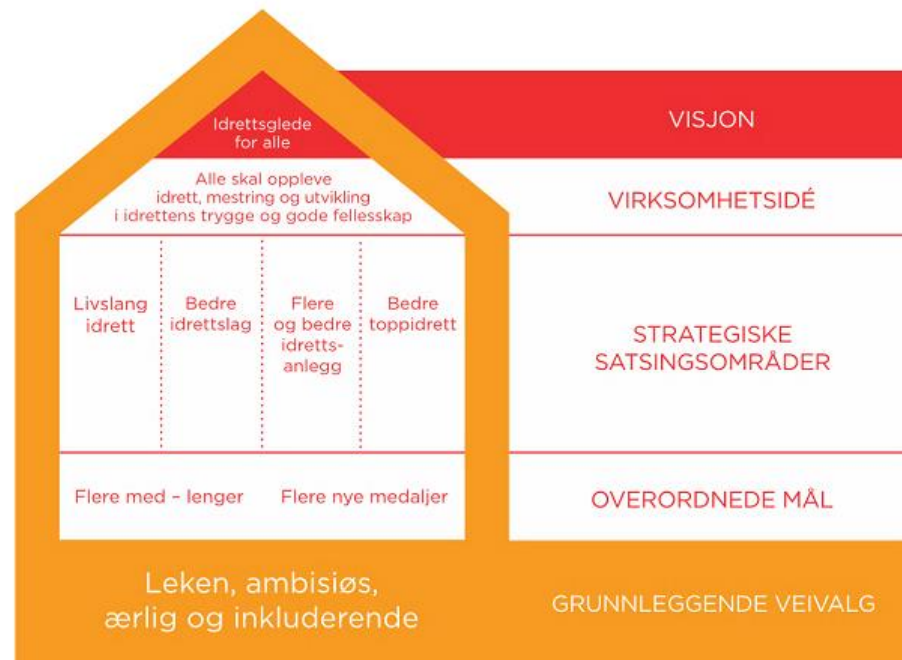 Idrettsglede
for alle
VISJON
Alle skal oppleve
idrett, mestring og utvikling
i idrettens trygge og gode fellesskap
VIRKSOMHETSIDÉ
Livslang
idrett
Bedre
idrettslag
Flere
og bedre
idretts-
anlegg
Bedre
toppidrett
STRATEGISKE
SATSINGSOMRÅDER
Flere med – lenger
Flere nye medaljer
OVERORDNEDE MÅL
Leken, ambisiøs,
ærlig og inkluderende
GRUNNLEGGENDE VEIVALG